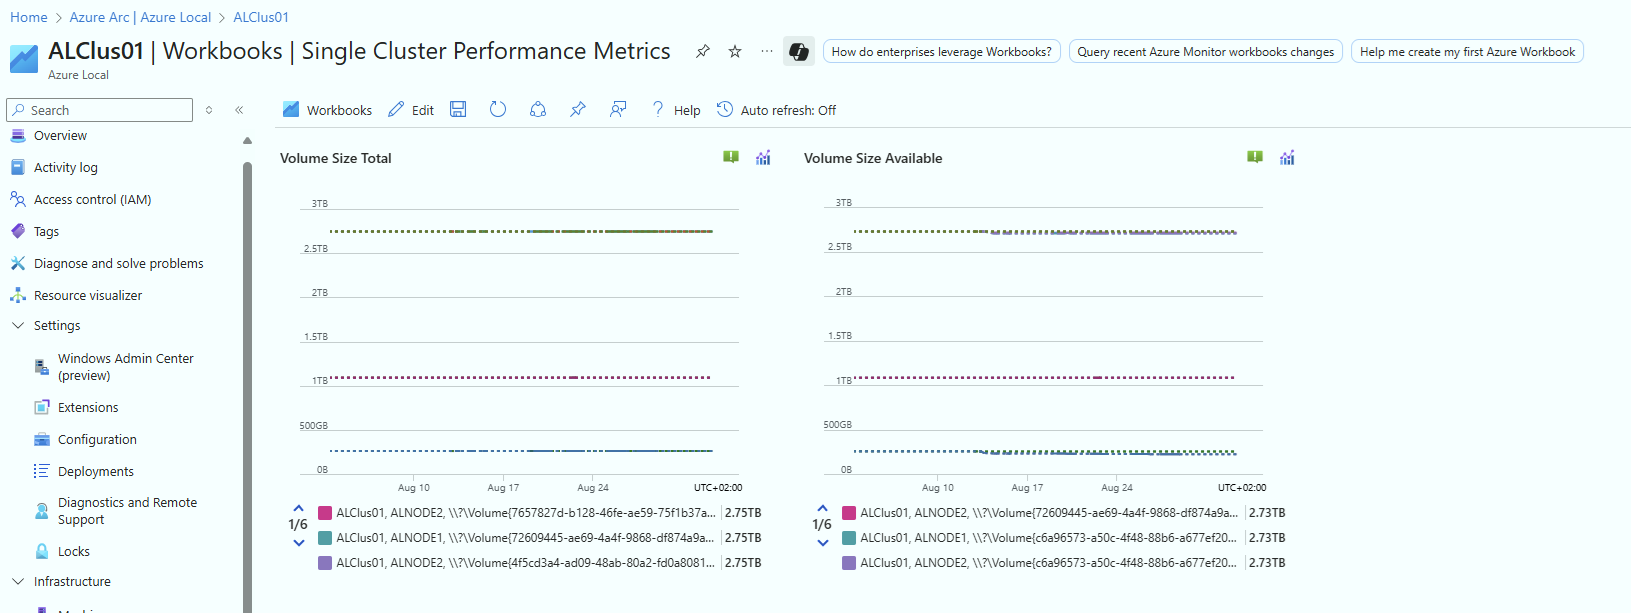 Home > Azure Arc | Azure Local > ALClus01
ALClus01 | Workbooks | Single Cluster Performance Metrics
How do enterprises leverage Workbooks?
Query recent Azure Monitor workbooks changes
Help me create my first Azure Workbook
Azure Local
Search
Workbooks
Edit
Help
Auto refresh: Off
Overview
Activity log
Access control (IAM)
Tags
Diagnose and solve problems
Resource visualizer
Settings
Windows Admin Center
(preview)
Extensions
Configuration
Deployments
Diagnostics and Remote
Support
Locks
Infrastructure
Volume Size Total
3TB
2.5TB
2TB
1.5TB
1TB
500GB
0B
Aug 10
Aug 17
Aug 24
UTC+02:00
1/6
ALClus01, ALNODE2, \\?\Volume{7657827d-b128-46fe-ae59-75f1b37a... 2.75TB
ALClus01, ALNODE1, \\?\Volume{72609445-ae69-4a4f-9868-df874a9a... 2.75TB
ALClus01, ALNODE2, \\?\Volume{4f5cd3a4-ad09-48ab-80a2-fd0a8081... 2.75TB
Volume Size Available
3TB
2.5TB
2TB
1.5TB
1TB
500GB
0B
Aug 10
Aug 17
Aug 24
UTC+02:00
1/6
ALClus01, ALNODE2, \\?\Volume{72609445-ae69-4a4f-9868-df874a9a... 2.73TB
ALClus01, ALNODE1, \\?\Volume{c6a96573-a50c-4f48-88b6-a677ef20... 2.73TB
ALClus01, ALNODE2, \\?\Volume{c6a96573-a50c-4f48-88b6-a677ef20... 2.73TB